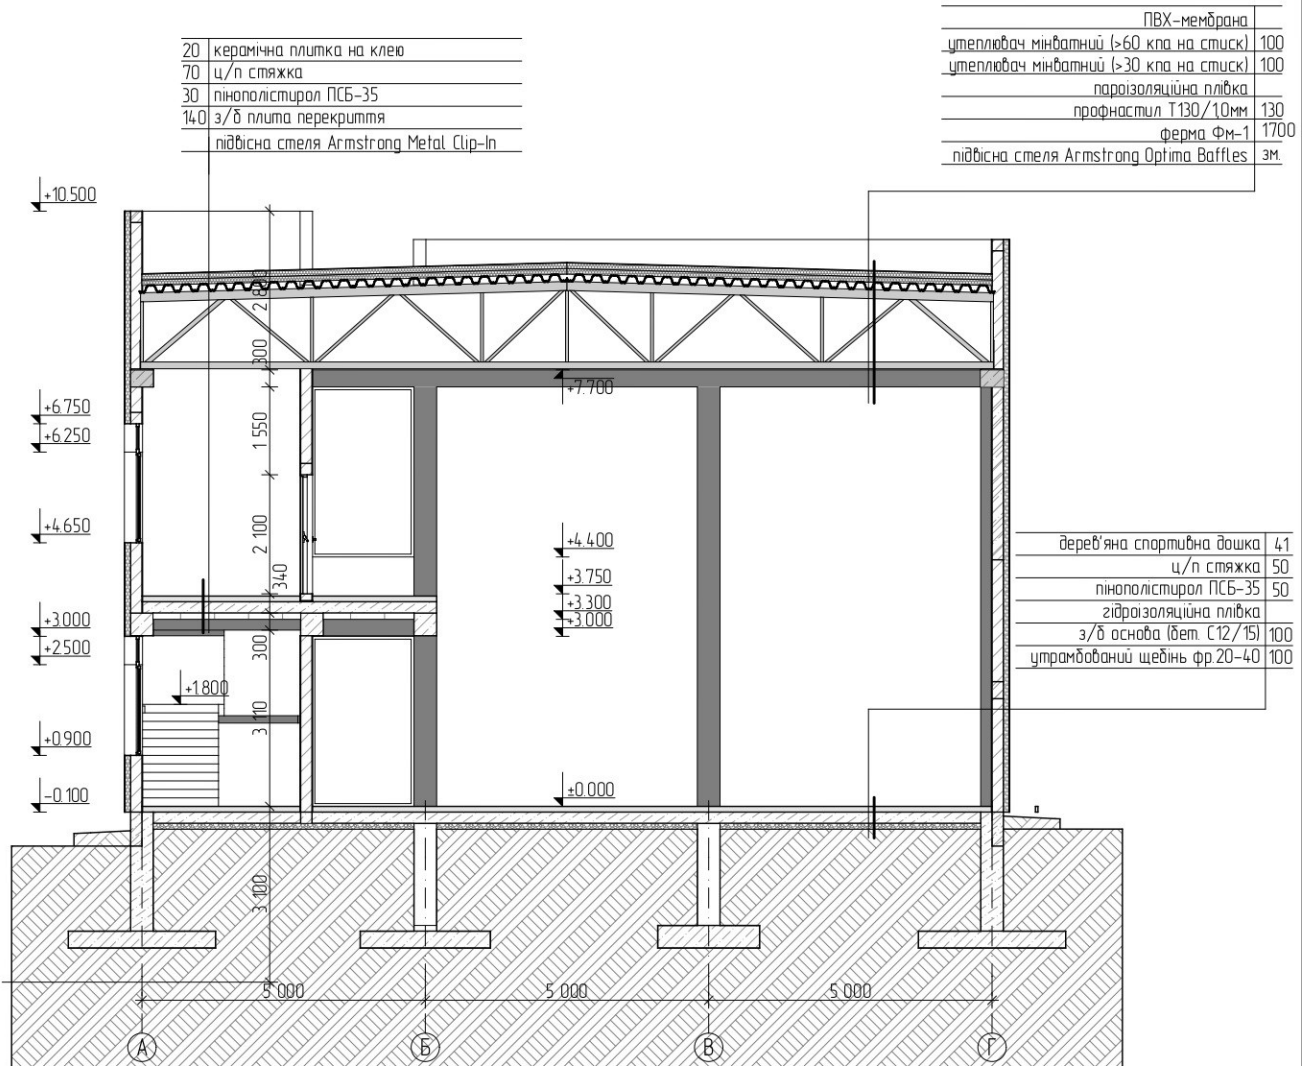 20 керамічна плитка на клею
70 ц/п стяжка
30 пінополістирол ПСБ-35
140 з/б плита перекриття
підвісна стеля Armstrong Metal Clip-In
ПВХ-мембрана
утеплювач мінватний (>60 кпа на стиск) 100
утеплювач мінватний (>30 кпа на стиск) 100
пароізоляційна плівка
профнастил Т130/1,0мм 130
ферма Фм-1 1700
підвісна стеля Armstrong Optima Baffles зм.
+10.500
2 800
300
+7.700
+6.750
+6.250
1 550
+4.650
2 100
+4.400
340
+3.750
+3.300
+3.000
+3.000
+2.500
300
+1.800
3 110
+0.900
-0.100
±0.000
дерев'яна спортивна дошка 41
ц/п стяжка 50
пінополістирол ПСБ-35 50
гідроізоляційна плівка
з/б основа (бет. С12/15) 100
утрамбований щебінь фр.20-40 100
3 100
5 000
5 000
5 000
А
Б
В
Г